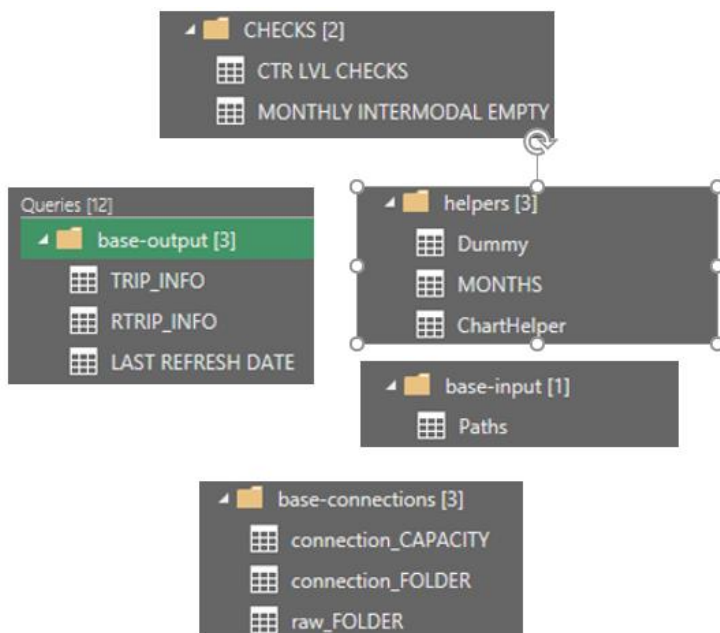 CHECKS [2]
CTR LVL CHECKS
MONTHLY INTERMODAL EMPTY
Queries [12]
base-output [3]
TRIP_INFO
RTRIP_INFO
LAST REFRESH DATE
helpers [3]
Dummy
MONTHS
ChartHelper
base-input [1]
Paths
base-connections [3]
connection_CAPACITY
connection_FOLDER
raw_FOLDER